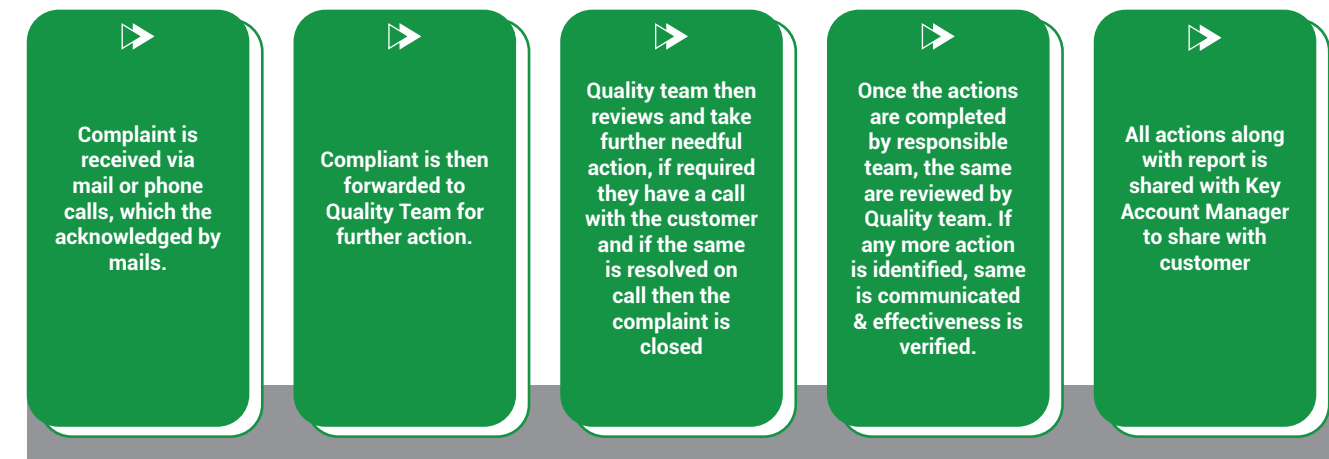 Complaint is
received via
mail or phone
calls, which the
acknowledged by
mails.
Compliant is then
forwarded to
Quality Team for
further action.
Quality team then
reviews and take
further needful
action, if required
they have a call
with the customer
and if the same
is resolved on
call then the
complaint is
closed
Once the actions
are completed
by responsible
team, the same
are reviewed by
Quality team. If
any more action
is identified, same
is communicated
& effectiveness is
verified.
All actions along
with report is
shared with Key
Account Manager
to share with
customer